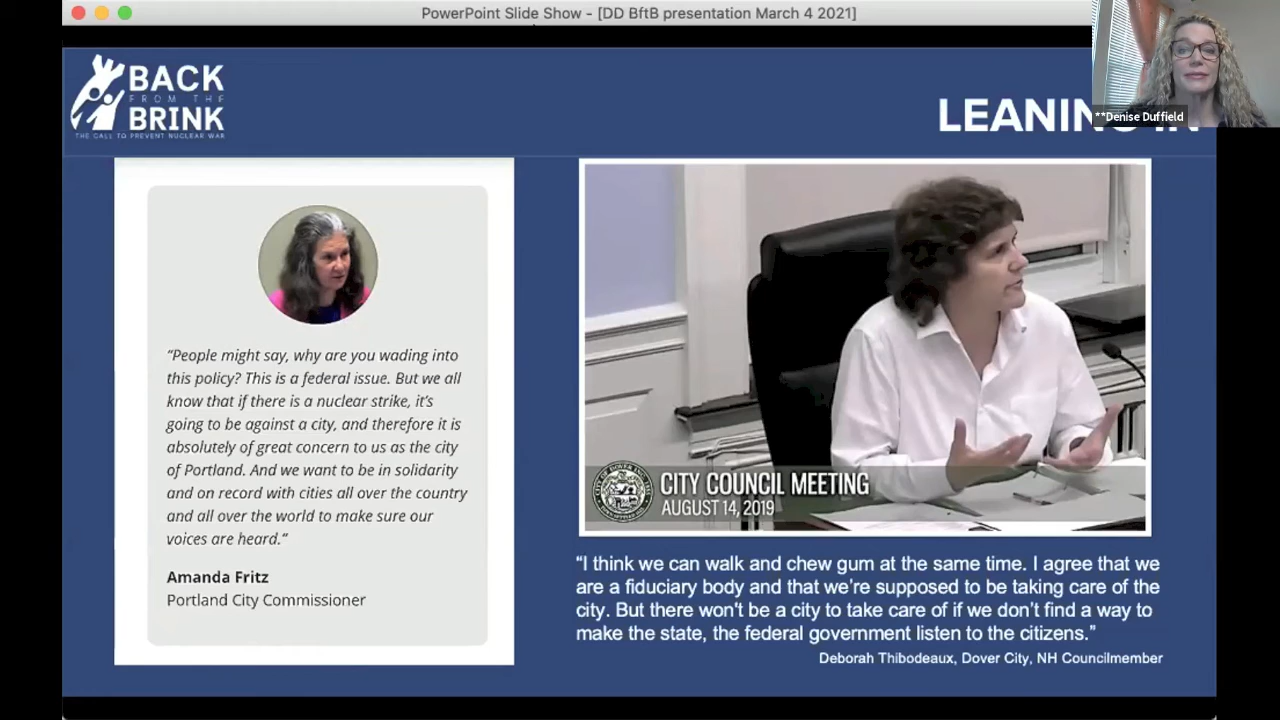 PowerPoint Slide Show - [DD BftB presentation March 4 2021]
BACK
FROM THE
BRINK
THE CALL TO PREVENT NUCLEAR WAR
LEANING IN
**Denise Duffield
“People might say, why are you wading into
this policy? This is a federal issue. But we all
know that if there is a nuclear strike, it’s
going to be against a city, and therefore it is
absolutely of great concern to us as the city
of Portland. And we want to be in solidarity
and on record with cities all over the country
and all over the world to make sure our
voices are heard.“
Amanda Fritz
Portland City Commissioner
CITY COUNCIL MEETING
AUGUST 14, 2019
“I think we can walk and chew gum at the same time. I agree that we
are a fiduciary body and that we’re supposed to be taking care of the
city. But there won't be a city to take care of if we don’t find a way to
make the state, the federal government listen to the citizens.”
Deborah Thibodeaux, Dover City, NH Councilmember